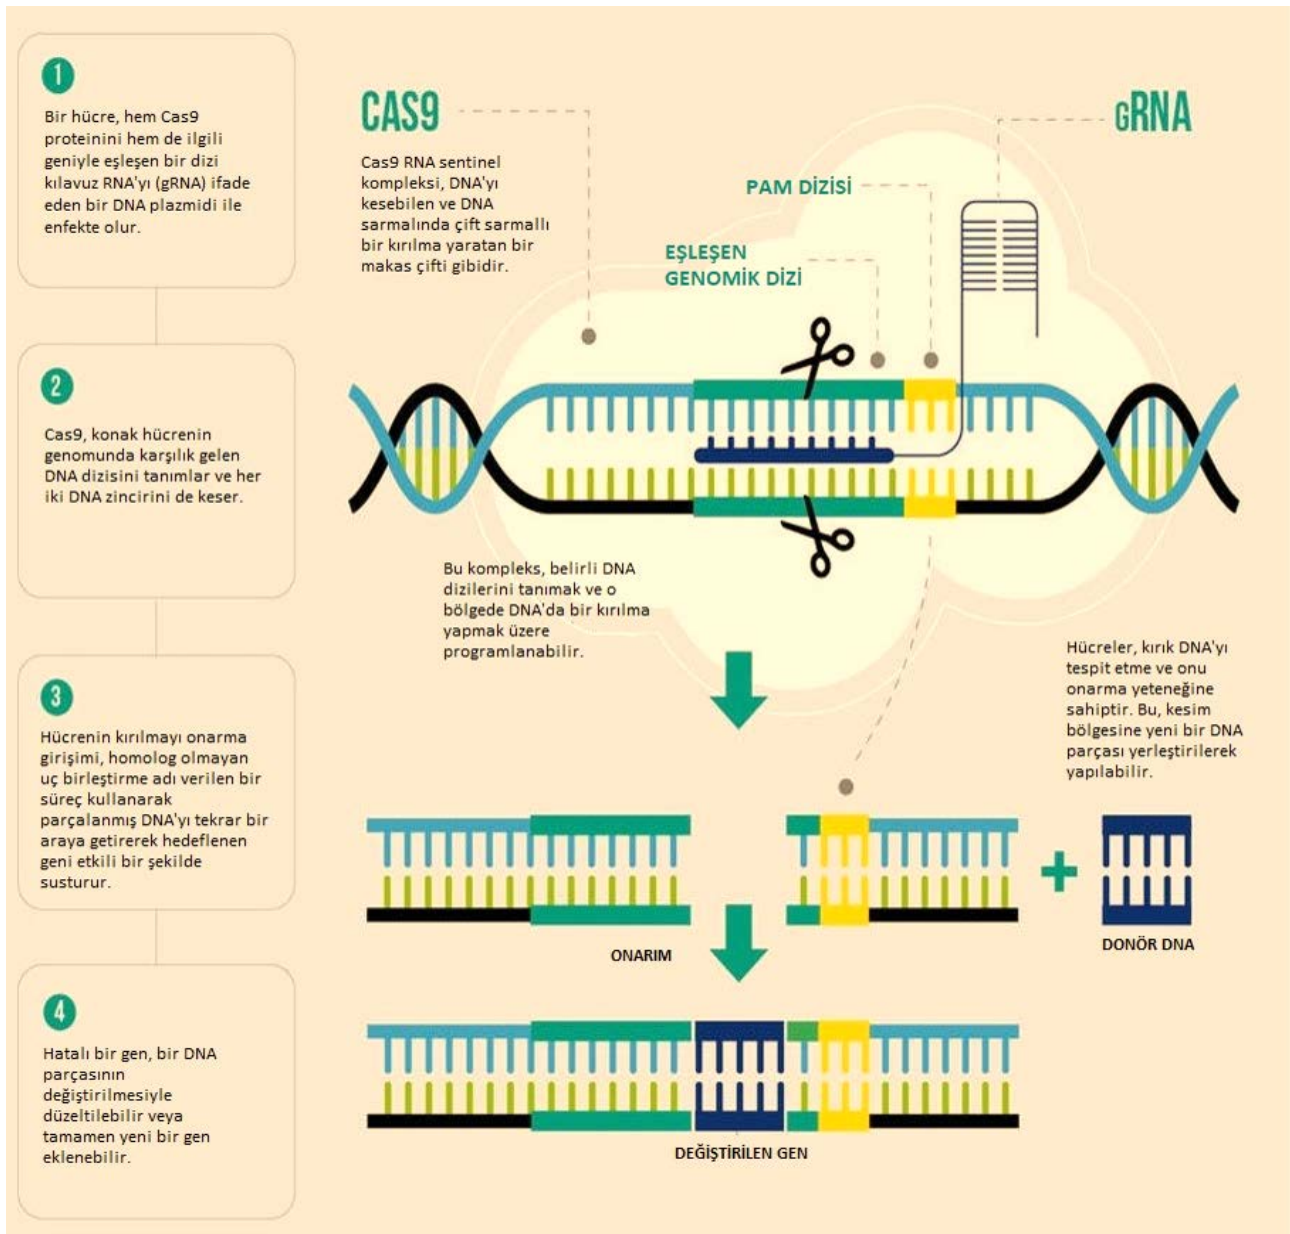 1
Bir hücre, hem Cas9
proteinini hem de ilgili
geniyle eşleşen bir dizi
kılavuz RNA'yı (gRNA) ifade
eden bir DNA plazmidi ile
enfekte olur.
2
Cas9, konak hücrenin
genomunda karşılık gelen
DNA dizisini tanımlar ve her
iki DNA zincirini de keser.
3
Hücrenin kırılmayı onarma
girişimi, homolog olmayan
uç birleştirme adı verilen bir
süreç kullanarak
parçalanmış DNA'yı tekrar bir
araya getirerek hedeflenen
geni etkili bir şekilde
susturur.
4
Hatalı bir gen, bir DNA
parçasının
değiştirilmesiyle
düzeltilebilir veya
tamamen yeni bir gen
eklenebilir.
CAS9
Cas9 RNA sentinel
kompleksi, DNA'yı
kesebilen ve DNA
sarmalında çift sarmallı
bir kırılma yaratan bir
makas çifti gibidir.
gRNA
PAM DİZİSİ
EŞLEŞEN
GENOMİK DİZİ
Bu kompleks, belirli DNA
dizilerini tanımak ve o
bölgede DNA'da bir kırılma
yapmak üzere
programlanabilir.
Hücreler, kırık DNA'yı
tespit etme ve onu
onarma yeteneğine
sahiptir. Bu, kesim
bölgesine yeni bir DNA
parçası yerleştirilerek
yapılabilir.
ONARIM
DONÖR DNA
DEĞİŞTİRİLEN GEN